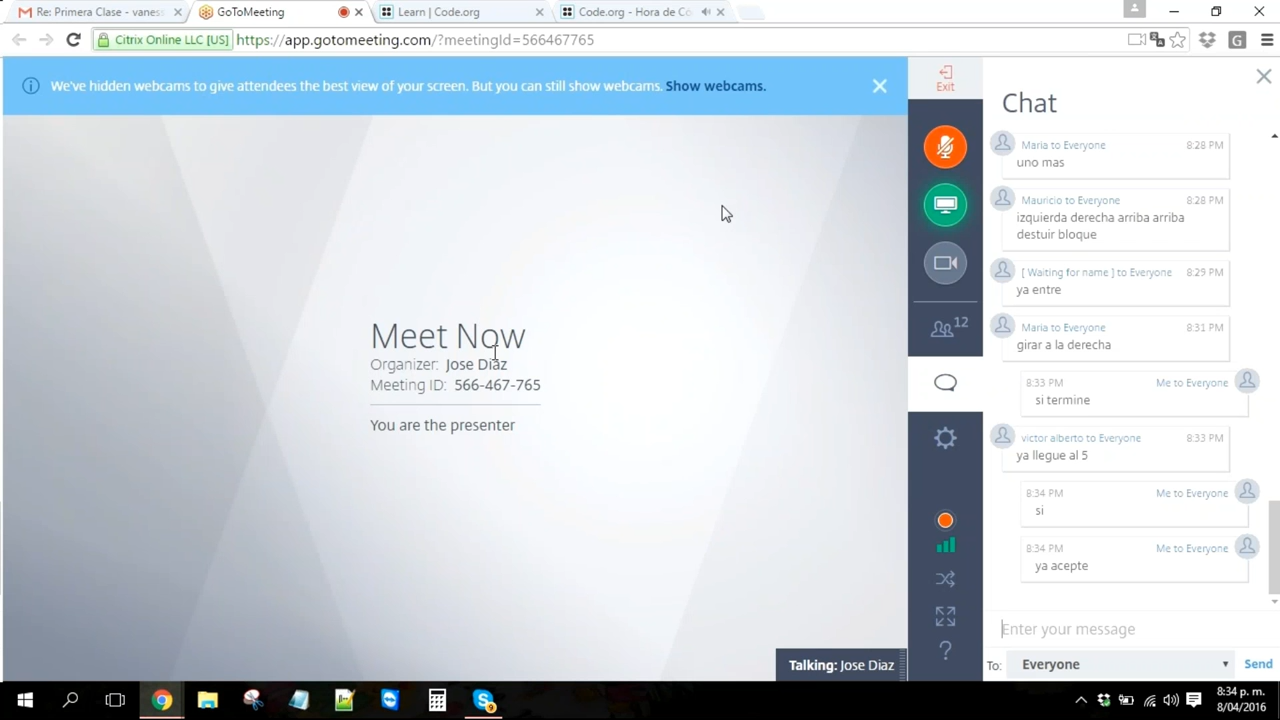 Re: Primera Clase - vanes
GoToMeeting
Learn | Code.org
Code.org - Hora de Co
Citrix Online LLC [US]
https://app.gotomeeting.com/?meetingId=566467765
We've hidden webcams to give attendees the best view of your screen. But you can still show webcams. Show webcams.
Exit
Chat
Maria to Everyone 8:28 PM
uno mas
Mauricio to Everyone 8:28 PM
izquierda derecha arriba arriba
destuir bloque
[ Waiting for name ] to Everyone 8:29 PM
ya entre
12
Maria to Everyone 8:31 PM
girar a la derecha
8:33 PM Me to Everyone
si termine
victor alberto to Everyone 8:33 PM
ya llegue al 5
8:34 PM Me to Everyone
si
8:34 PM Me to Everyone
ya acepte
Meet Now
Organizer: Jose Diaz
Meeting ID: 566-467-765
You are the presenter
Enter your message
Talking: Jose Diaz
To: Everyone Send
8:34 p. m.
8/04/2016